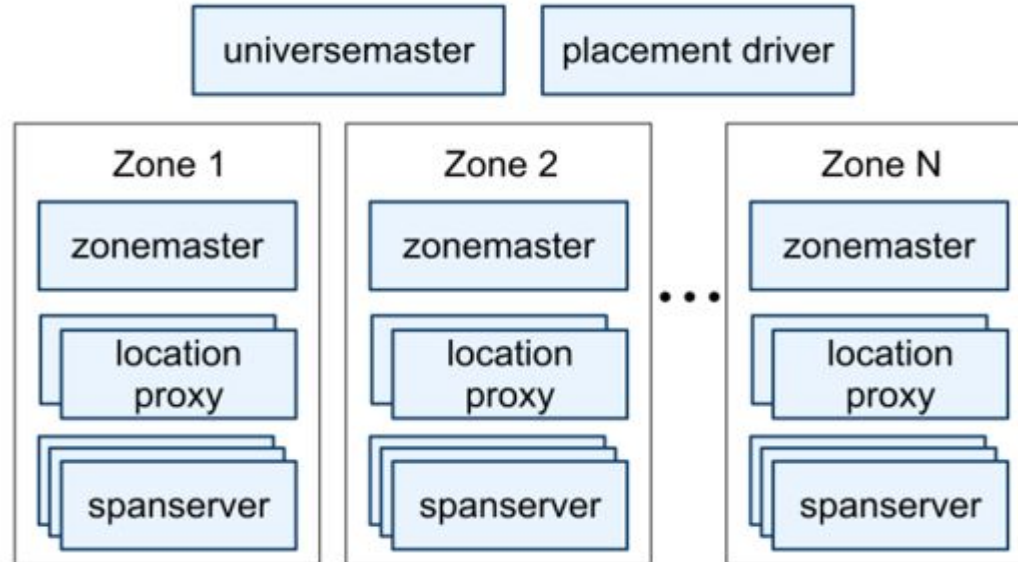 universemaster
placement driver
Zone 1
zonemaster
location
proxy
spanserver
Zone 2
zonemaster
location
proxy
spanserver
...
Zone N
zonemaster
location
proxy
spanserver